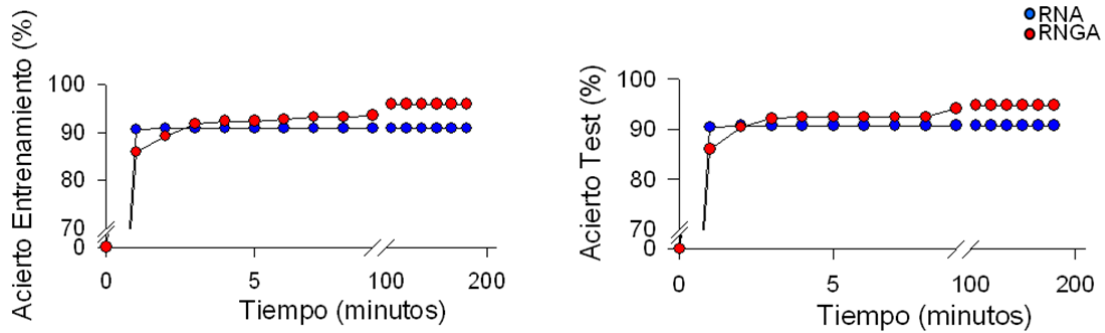 RNA
RNGA
Acierto Entrenamiento (%)
100
90
80
70
0
0 5 100 200
Tiempo (minutos)
Acierto Test (%)
100
90
80
70
0
0 5 100 200
Tiempo (minutos)